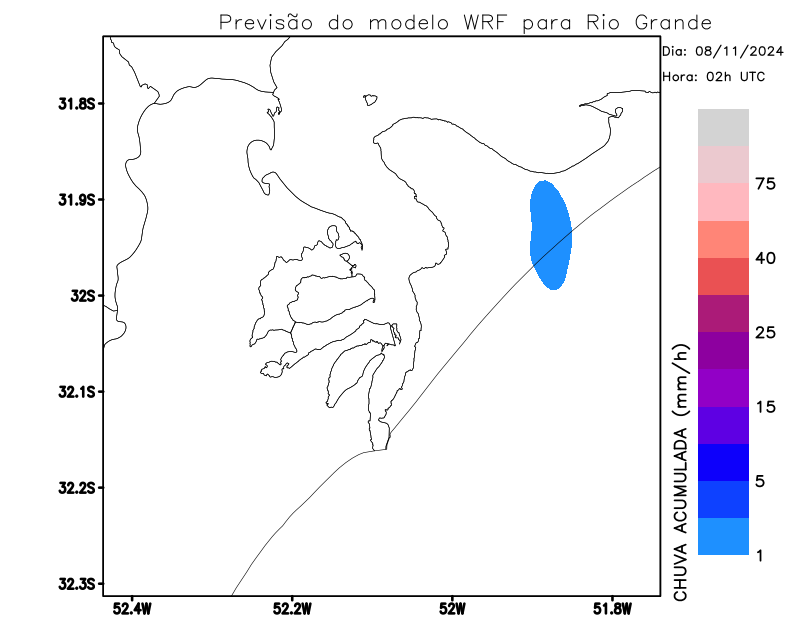 Previsão do modelo WRF para Rio Grande
Dia: 08/11/2024
Hora: 02h UTC
31.8S
31.9S
32S
32.1S
32.2S
32.3S
52.4W
52.2W
52W
51.8W
75
40
25
15
5
1
CHUVA ACUMULADA (mm/h)